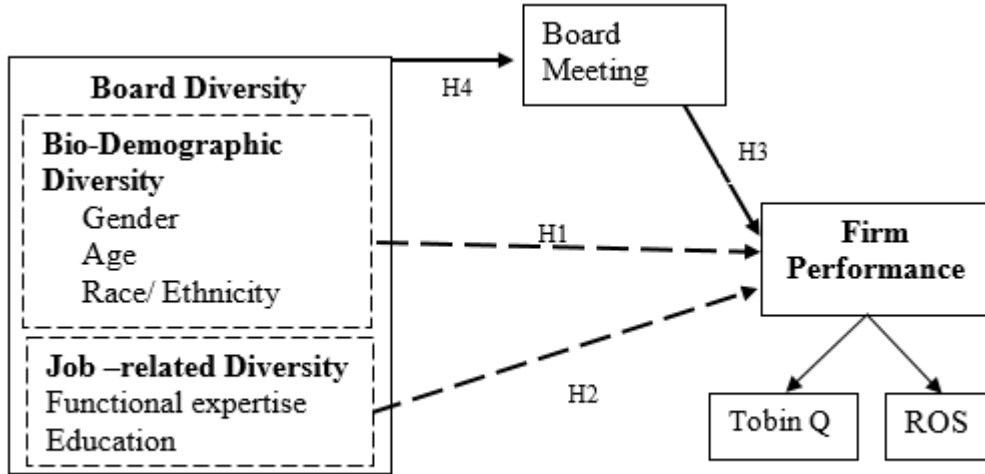 Board Diversity
Bio-Demographic
Diversity
Gender
Age
Race/ Ethnicity
Job –related Diversity
Functional expertise
Education
H4
Board
Meeting
H3
H1
H2
Firm
Performance
Tobin Q
ROS